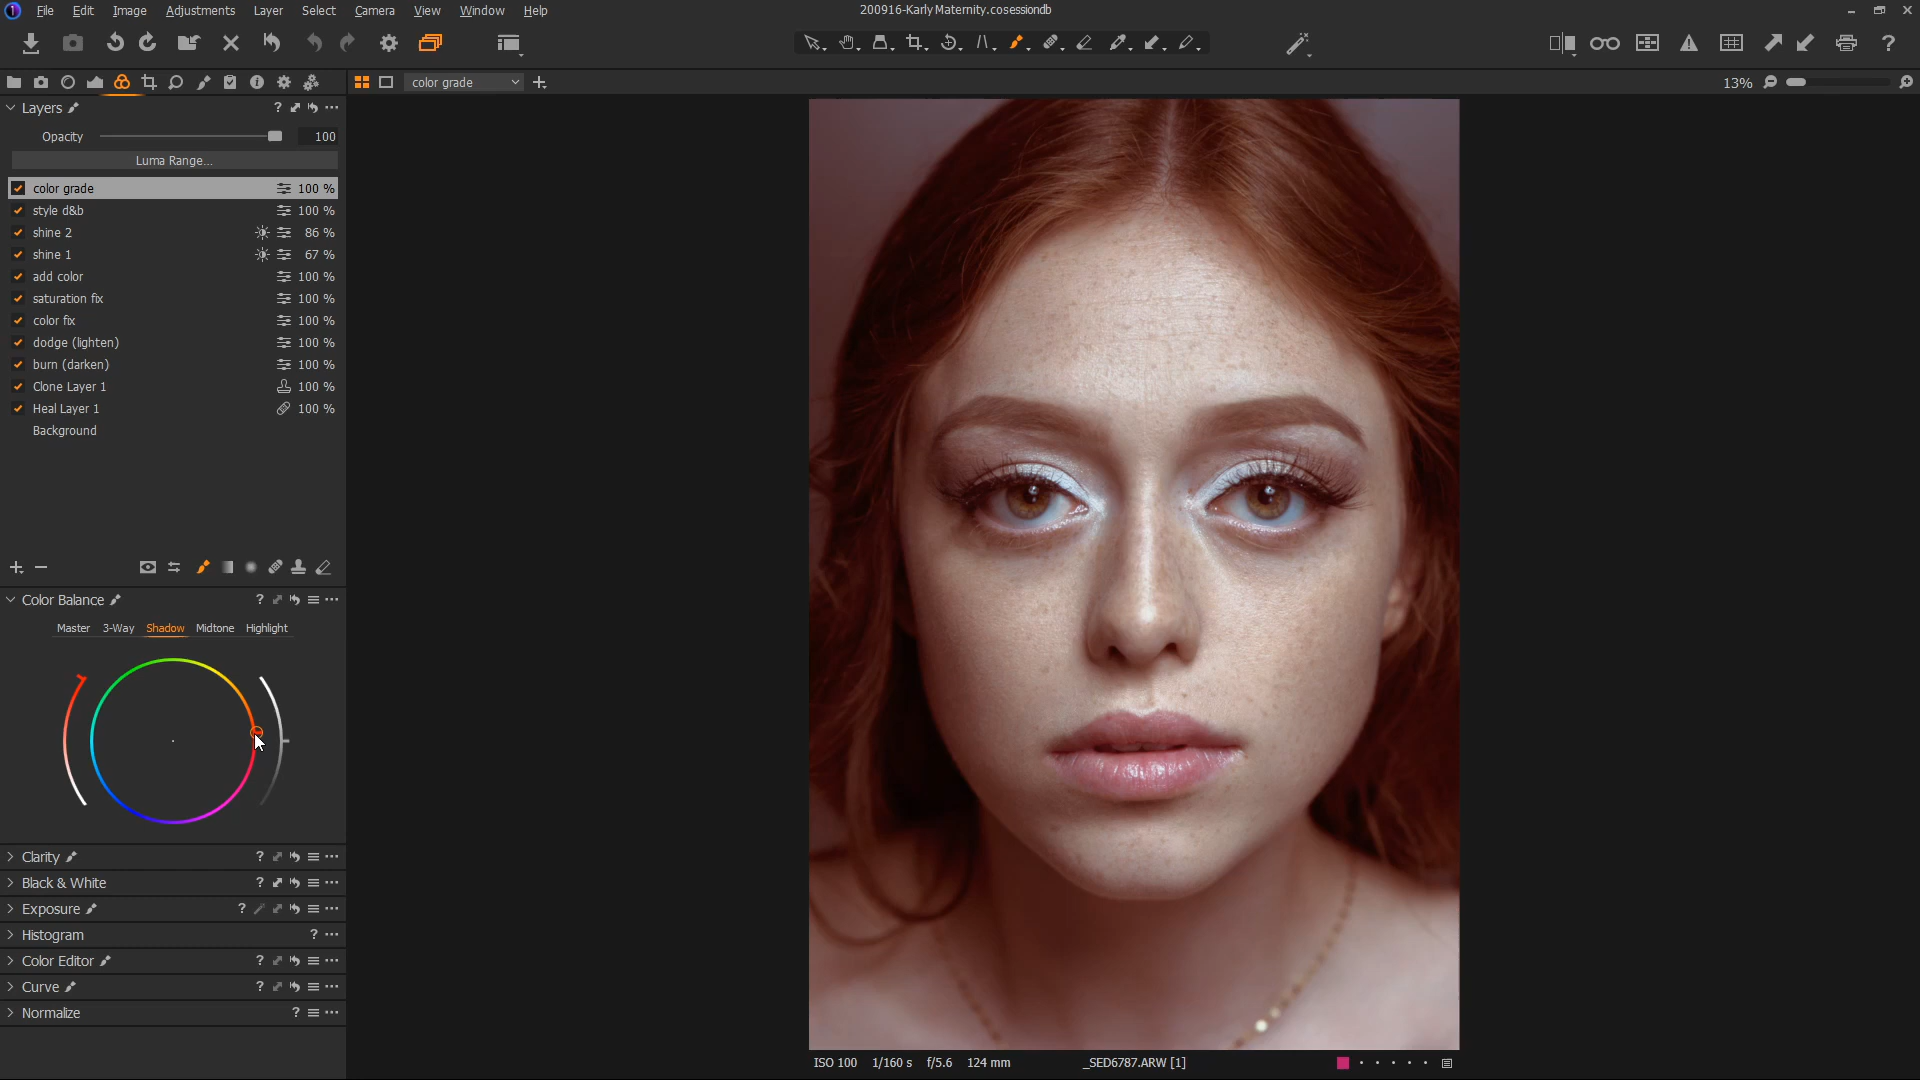 File Edit Image Adjustments Layer Select Camera View Window Help
200916-Karly Maternity.cosessiondb
color grade
13%
Layers
Opacity 100
Luma Range...
color grade 100 %
style d&b 100 %
shine 2 86 %
shine 1 67 %
add color 100 %
saturation fix 100 %
color fix 100 %
dodge (lighten) 100 %
burn (darken) 100 %
Clone Layer 1 100 %
Heal Layer 1 100 %
Background
Color Balance
Master 3-Way Shadow Midtone Highlight
Clarity
Black & White
Exposure
Histogram
Color Editor
Curve
Normalize
ISO 100 1/160 s f/5.6 124 mm _SED6787.ARW [1]